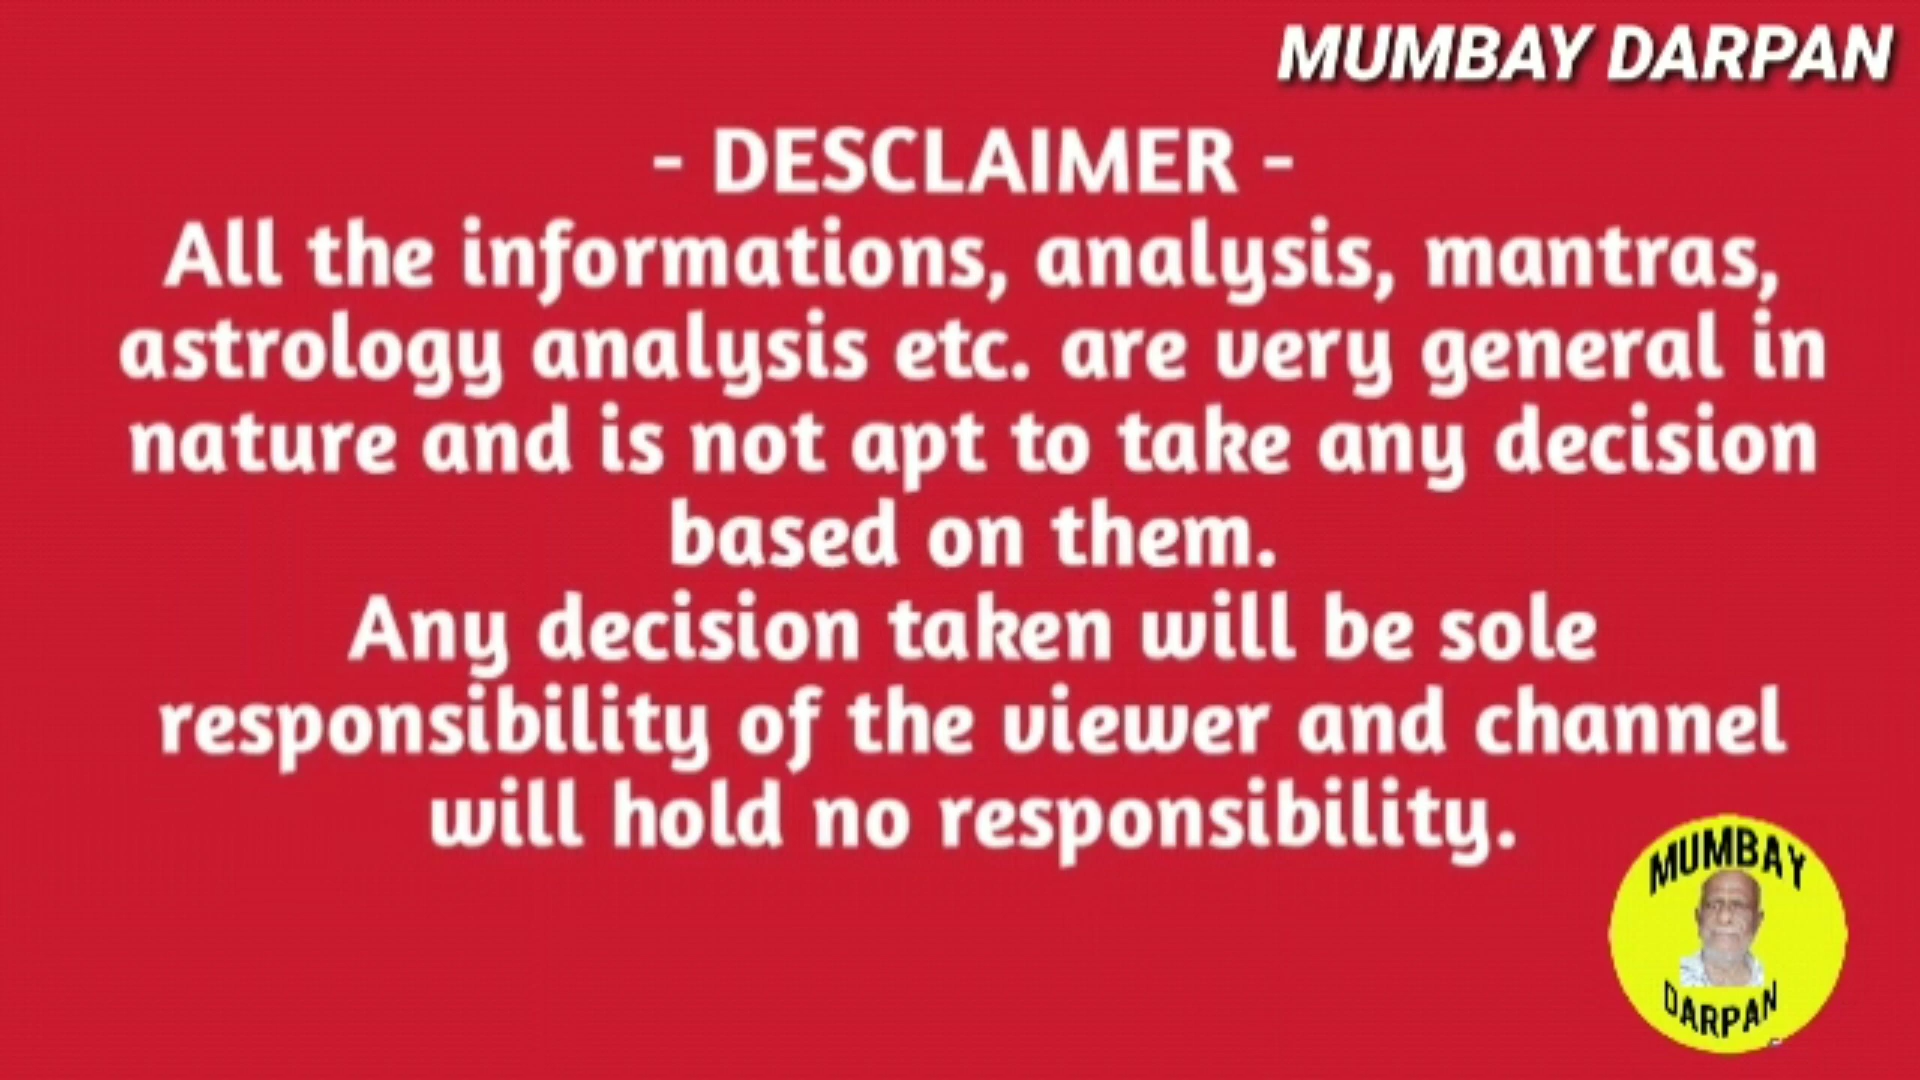 MUMBAY DARPAN
- DESCLAIMER -
All the informations, analysis, mantras,
astrology analysis etc. are very general in
nature and is not apt to take any decision
based on them.
Any decision taken will be sole
responsibility of the viewer and channel
will hold no responsibility.
MUMBAY
DARPAN